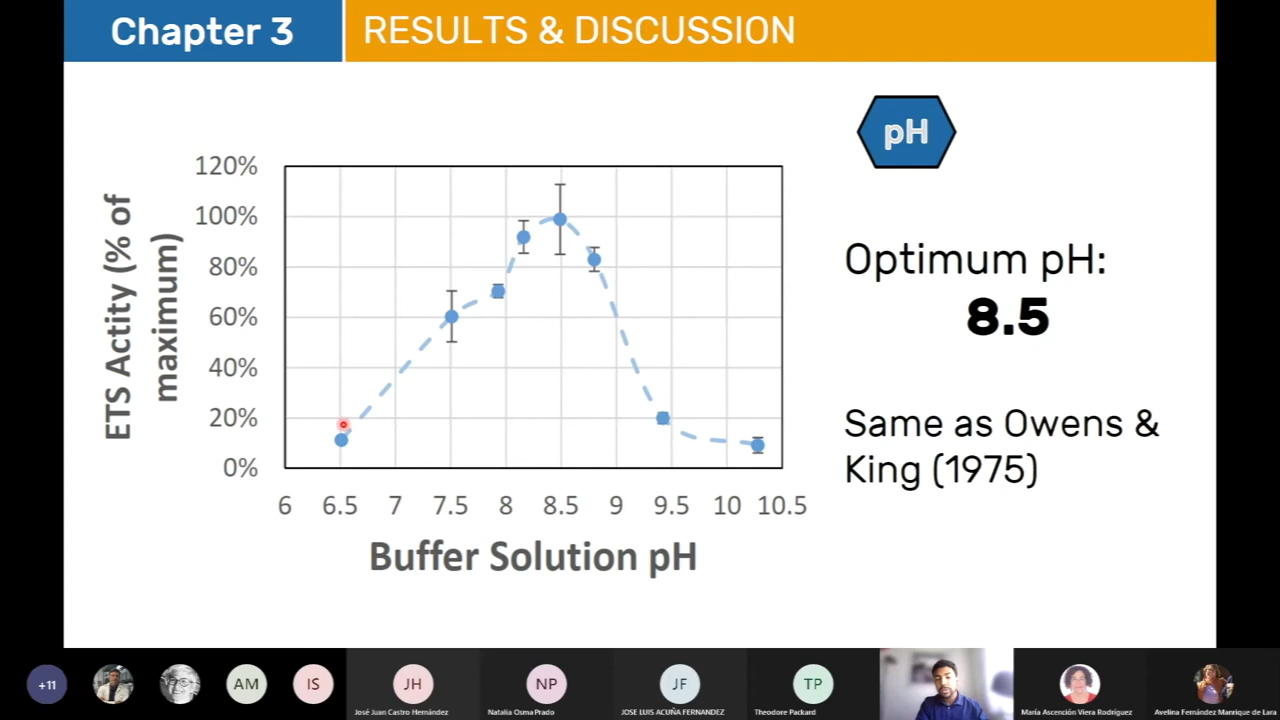 Chapter 3
RESULTS & DISCUSSION
pH
120%
100%
80%
60%
40%
20%
0%
ETS Actity (% of
maximum)
6 6.5 7 7.5 8 8.5 9 9.5 10 10.5
Buffer Solution pH
Optimum pH:
8.5
Same as Owens &
King (1975)
+11
AM
IS
JH
José Juan Castro Hernández
NP
Natalia Osma Prado
JF
JOSE LUIS ACUÑA FERNANDEZ
TP
Theodore Packard
María Ascención Viera Rodríguez
Avelina Fernández Manrique de Lara